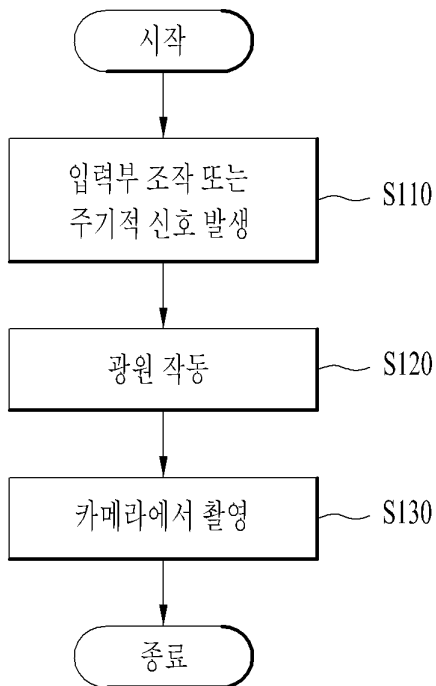 시작
입력부 조작 또는
주기적 신호 발생
S110
광원 작동
S120
카메라에서 촬영
S130
종료